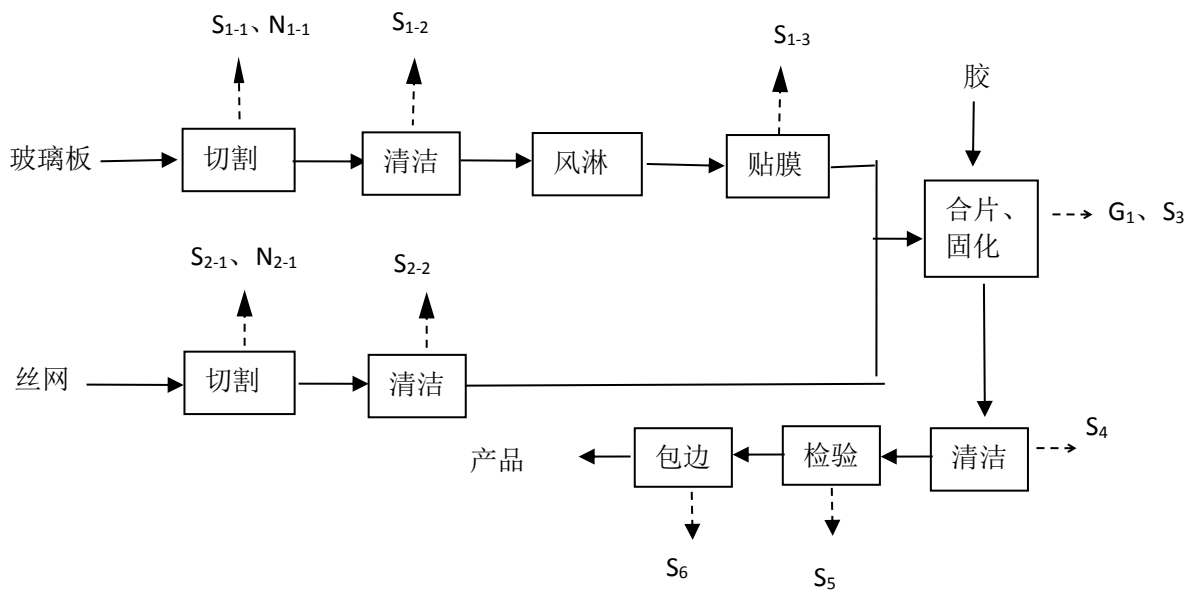 S1-1、N1-1
S1-2
S1-3
胶
玻璃板
切割
清洁
风淋
贴膜
合片、
固化
G1、S3
S2-1、N2-1
S2-2
丝网
切割
清洁
产品
包边
检验
清洁
S4
S6
S5